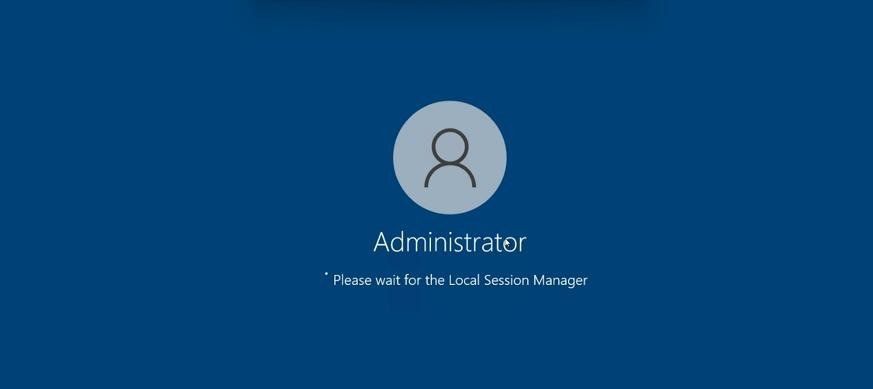 Administrator
Please wait for the Local Session Manager